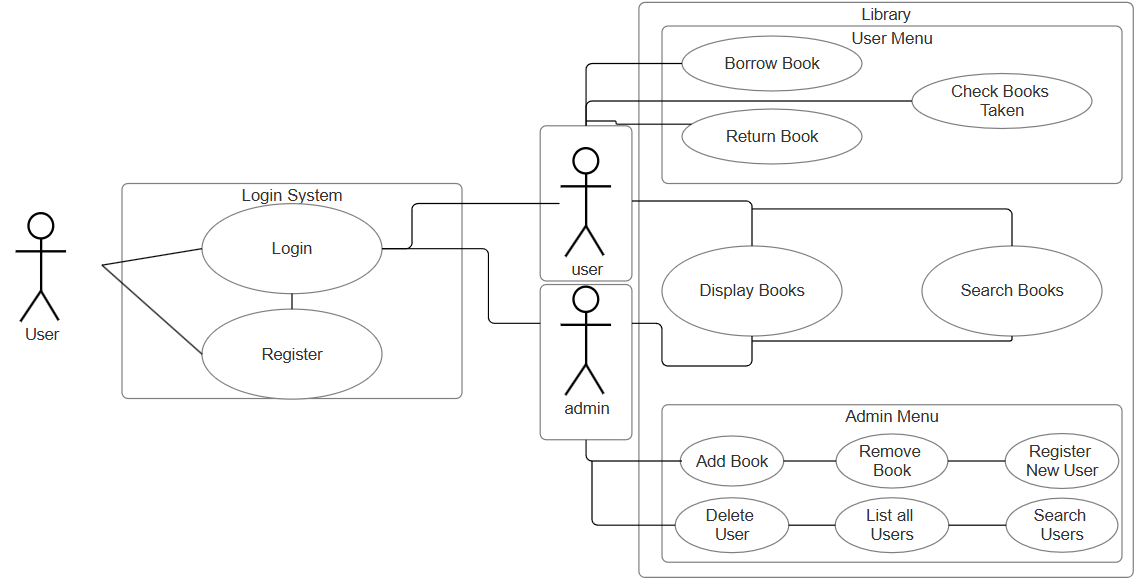 Library
User Menu
Borrow Book
Check Books
Taken
Return Book
Login System
Login
Register
User
user
admin
Display Books
Search Books
Admin Menu
Add Book
Remove
Book
Register
New User
Delete
User
List all
Users
Search
Users